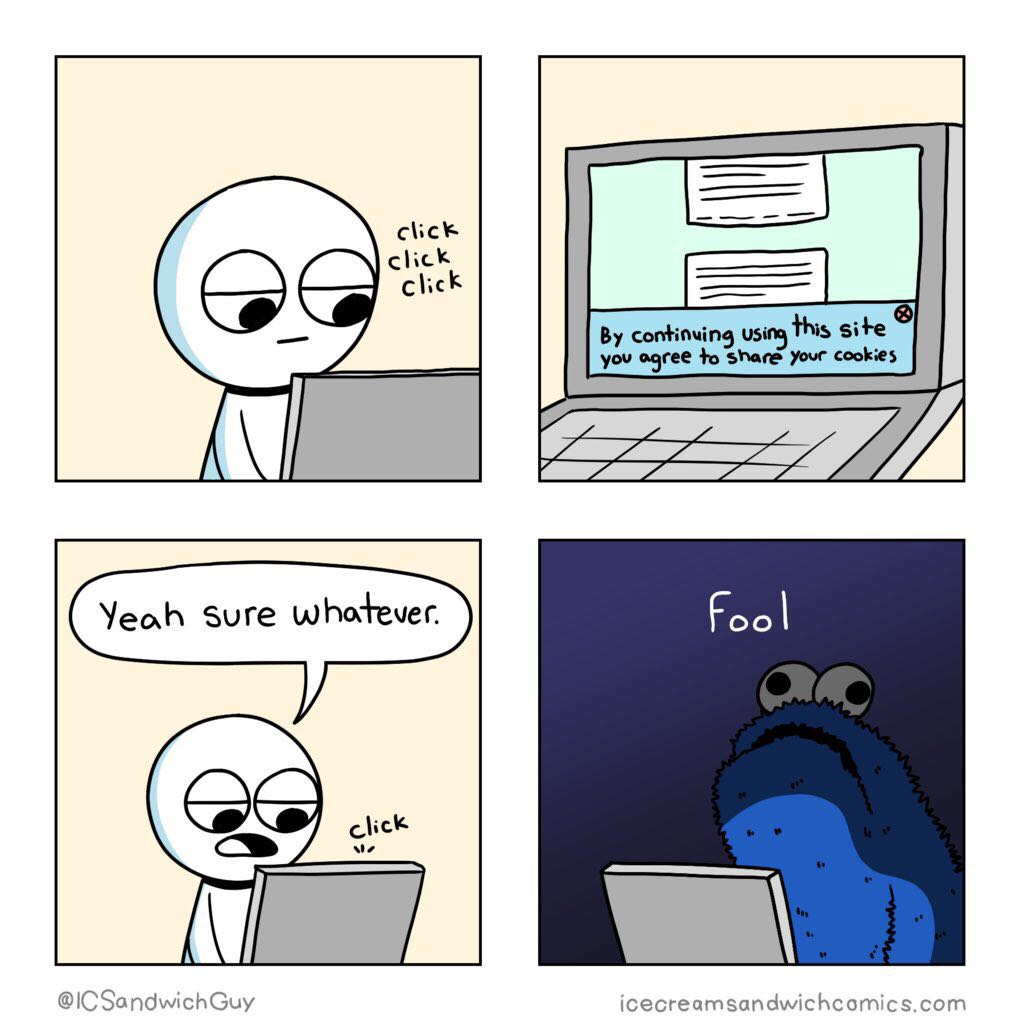 click
click
click
By continuing using this site
you agree to share your cookies
Yeah sure whatever.
click
Fool
@ICSandwichGuy
icecreamsandwichcomics.com